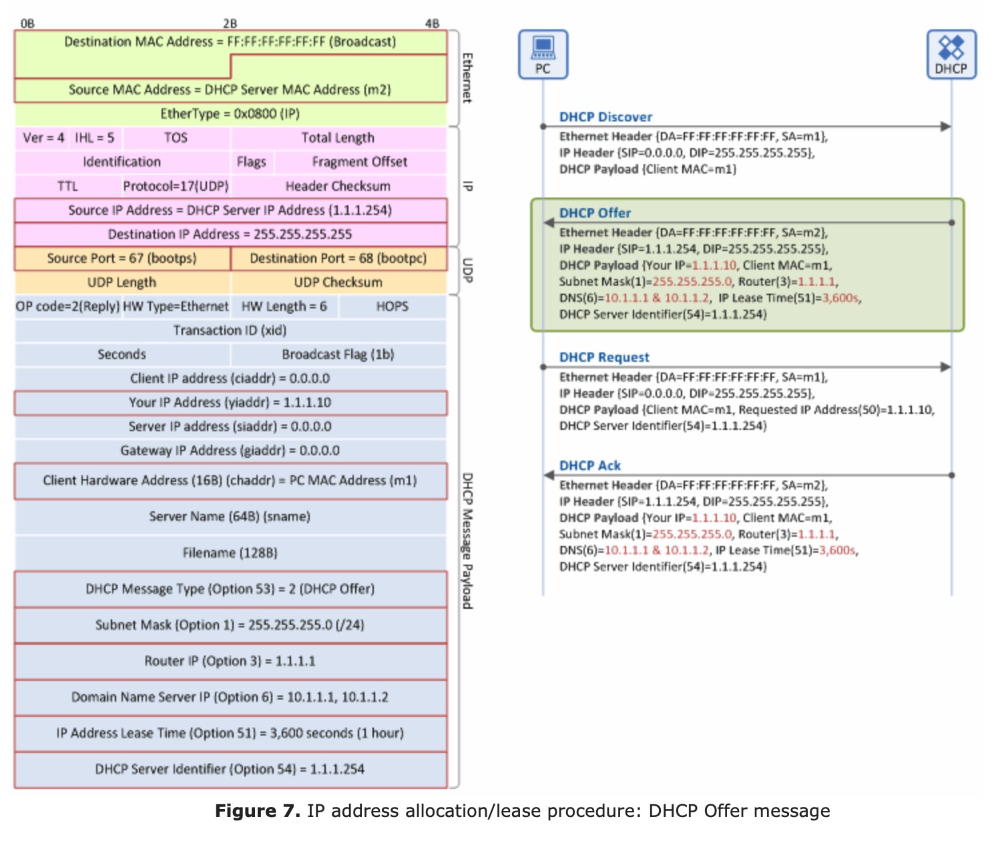 0B 2B 4B
Destination MAC Address = FF:FF:FF:FF:FF:FF (Broadcast)
Source MAC Address = DHCP Server MAC Address (m2)
EtherType = 0x0800 (IP)
Ethernet
Ver = 4 IHL = 5 TOS Total Length
Identification Flags Fragment Offset
TTL Protocol=17(UDP) Header Checksum
Source IP Address = DHCP Server IP Address (1.1.1.254)
Destination IP Address = 255.255.255.255
IP
Source Port = 67 (bootps) Destination Port = 68 (bootpc)
UDP Length UDP Checksum
UDP
OP code=2(Reply) HW Type=Ethernet HW Length = 6 HOPS
Transaction ID (xid)
Seconds Broadcast Flag (1b)
Client IP address (ciaddr) = 0.0.0.0
Your IP Address (yiaddr) = 1.1.1.10
Server IP address (siaddr) = 0.0.0.0
Gateway IP Address (giaddr) = 0.0.0.0
Client Hardware Address (16B) (chaddr) = PC MAC Address (m1)
Server Name (64B) (sname)
Filename (128B)
DHCP Message Type (Option 53) = 2 (DHCP Offer)
Subnet Mask (Option 1) = 255.255.255.0 (/24)
Router IP (Option 3) = 1.1.1.1
Domain Name Server IP (Option 6) = 10.1.1.1, 10.1.1.2
IP Address Lease Time (Option 51) = 3,600 seconds (1 hour)
DHCP Server Identifier (Option 54) = 1.1.1.254
DHCP Message Payload
PC
DHCP
DHCP Discover
Ethernet Header {DA=FF:FF:FF:FF:FF:FF, SA=m1},
IP Header {SIP=0.0.0.0, DIP=255.255.255.255},
DHCP Payload {Client MAC=m1}
DHCP Offer
Ethernet Header {DA=FF:FF:FF:FF:FF:FF, SA=m2},
IP Header {SIP=1.1.1.254, DIP=255.255.255.255},
DHCP Payload {Your IP=1.1.1.10, Client MAC=m1,
Subnet Mask(1)=255.255.255.0, Router(3)=1.1.1.1,
DNS(6)=10.1.1.1 & 10.1.1.2, IP Lease Time(51)=3,600s,
DHCP Server Identifier(54)=1.1.1.254}
DHCP Request
Ethernet Header {DA=FF:FF:FF:FF:FF:FF, SA=m1},
IP Header {SIP=0.0.0.0, DIP=255.255.255.255},
DHCP Payload {Client MAC=m1, Requested IP Address(50)=1.1.1.10,
DHCP Server Identifier(54)=1.1.1.254}
DHCP Ack
Ethernet Header {DA=FF:FF:FF:FF:FF:FF, SA=m2},
IP Header {SIP=1.1.1.254, DIP=255.255.255.255},
DHCP Payload {Your IP=1.1.1.10, Client MAC=m1,
Subnet Mask(1)=255.255.255.0, Router(3)=1.1.1.1,
DNS(6)=10.1.1.1 & 10.1.1.2, IP Lease Time(51)=3,600s,
DHCP Server Identifier(54)=1.1.1.254}
Figure 7. IP address allocation/lease procedure: DHCP Offer message